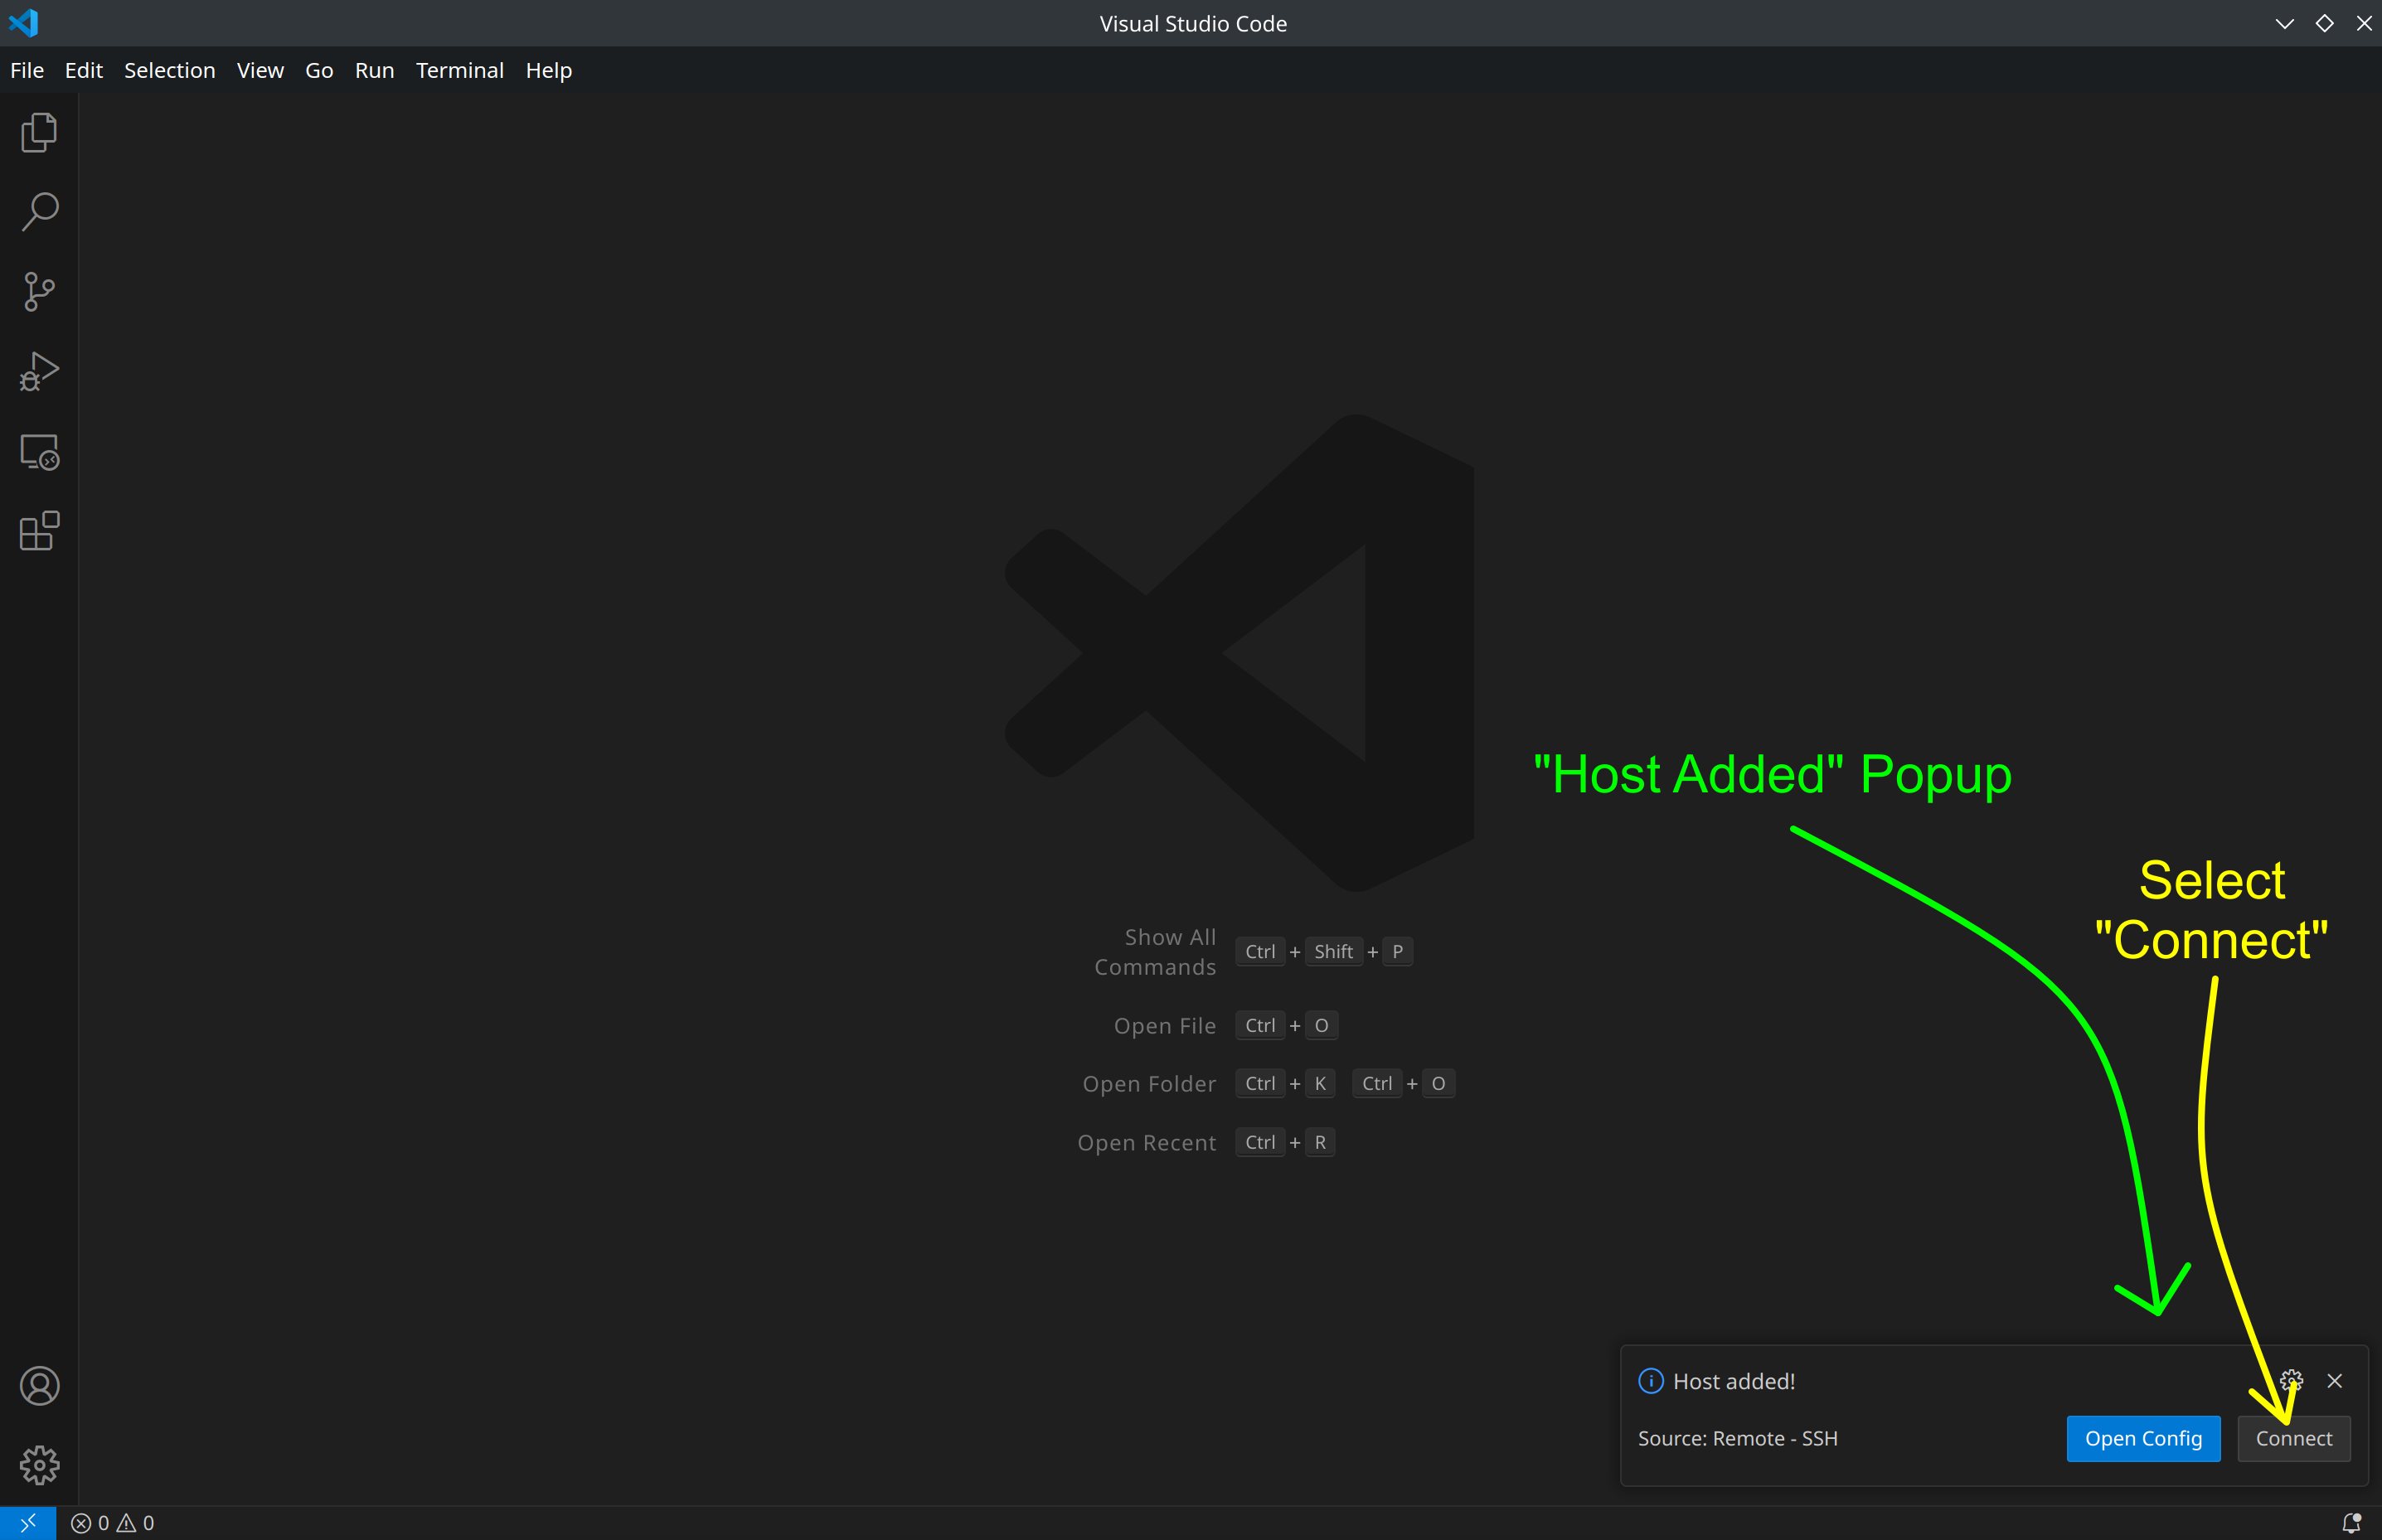 Visual Studio Code
File Edit Selection View Go Run Terminal Help
"Host Added" Popup
Select
"Connect"
Show All
Commands
Ctrl + Shift + P
Open File Ctrl + O
Open Folder Ctrl + K Ctrl + O
Open Recent Ctrl + R
Host added!
Source: Remote - SSH
Open Config
Connect
0 0